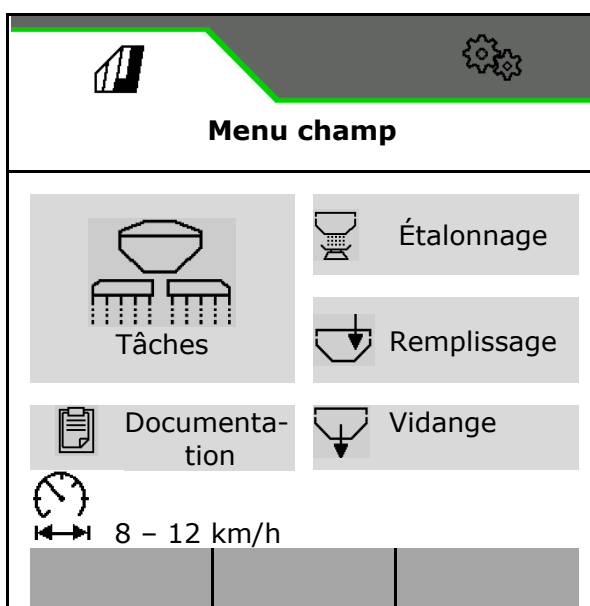 Menu champ
Étalonnage
Tâches
Remplissage
Documenta-
tion
Vidange
8 – 12 km/h